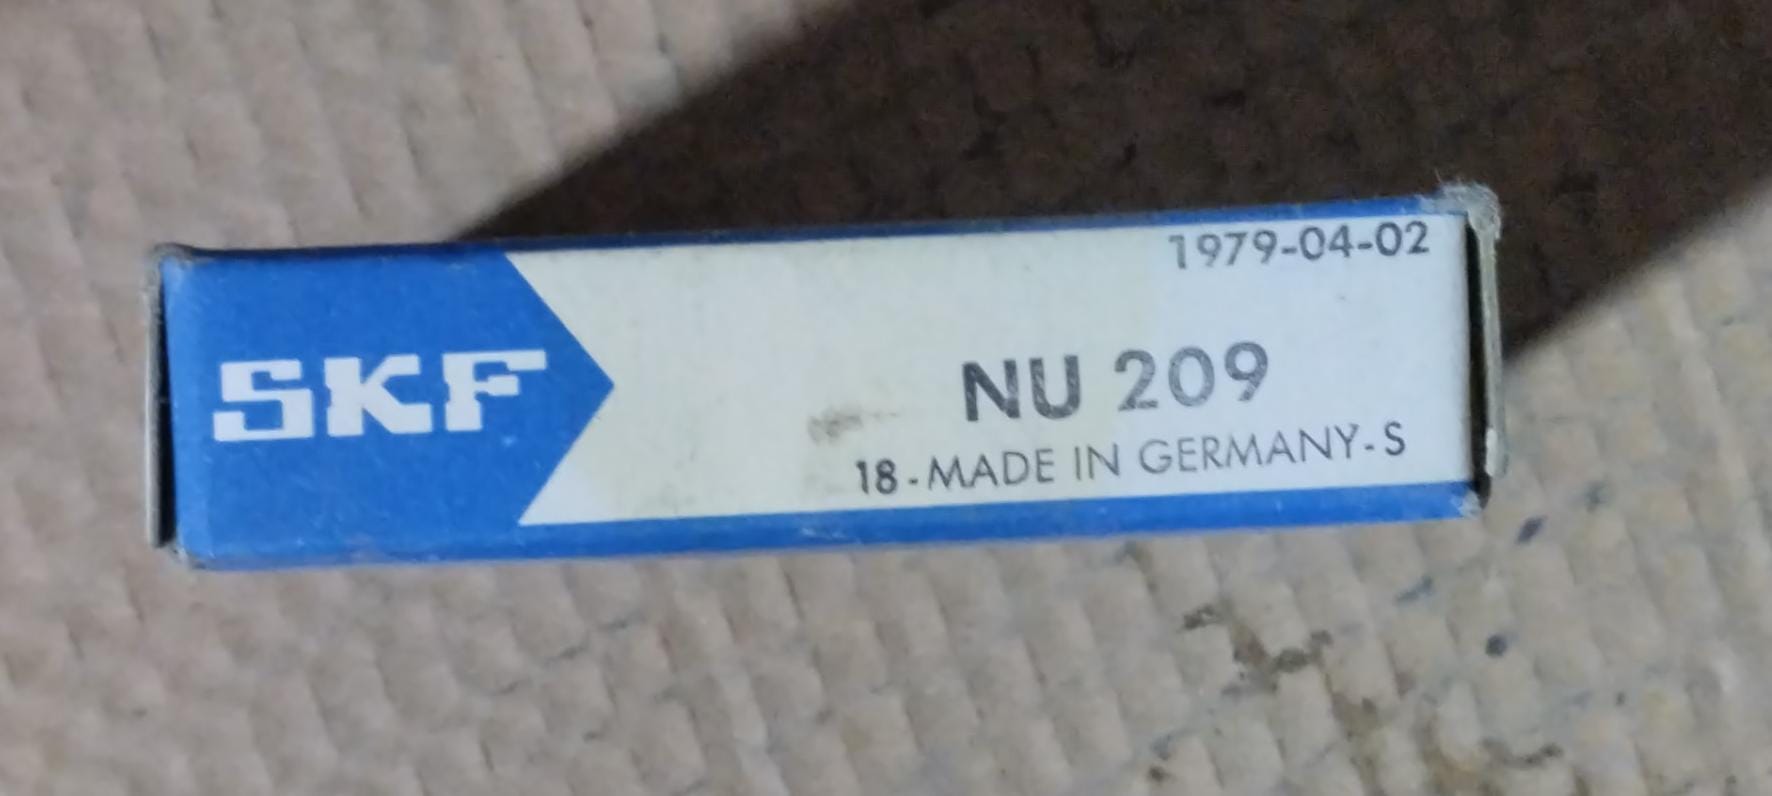 1979-04-02
SKF
NU 209
18-MADE IN GERMANY-S